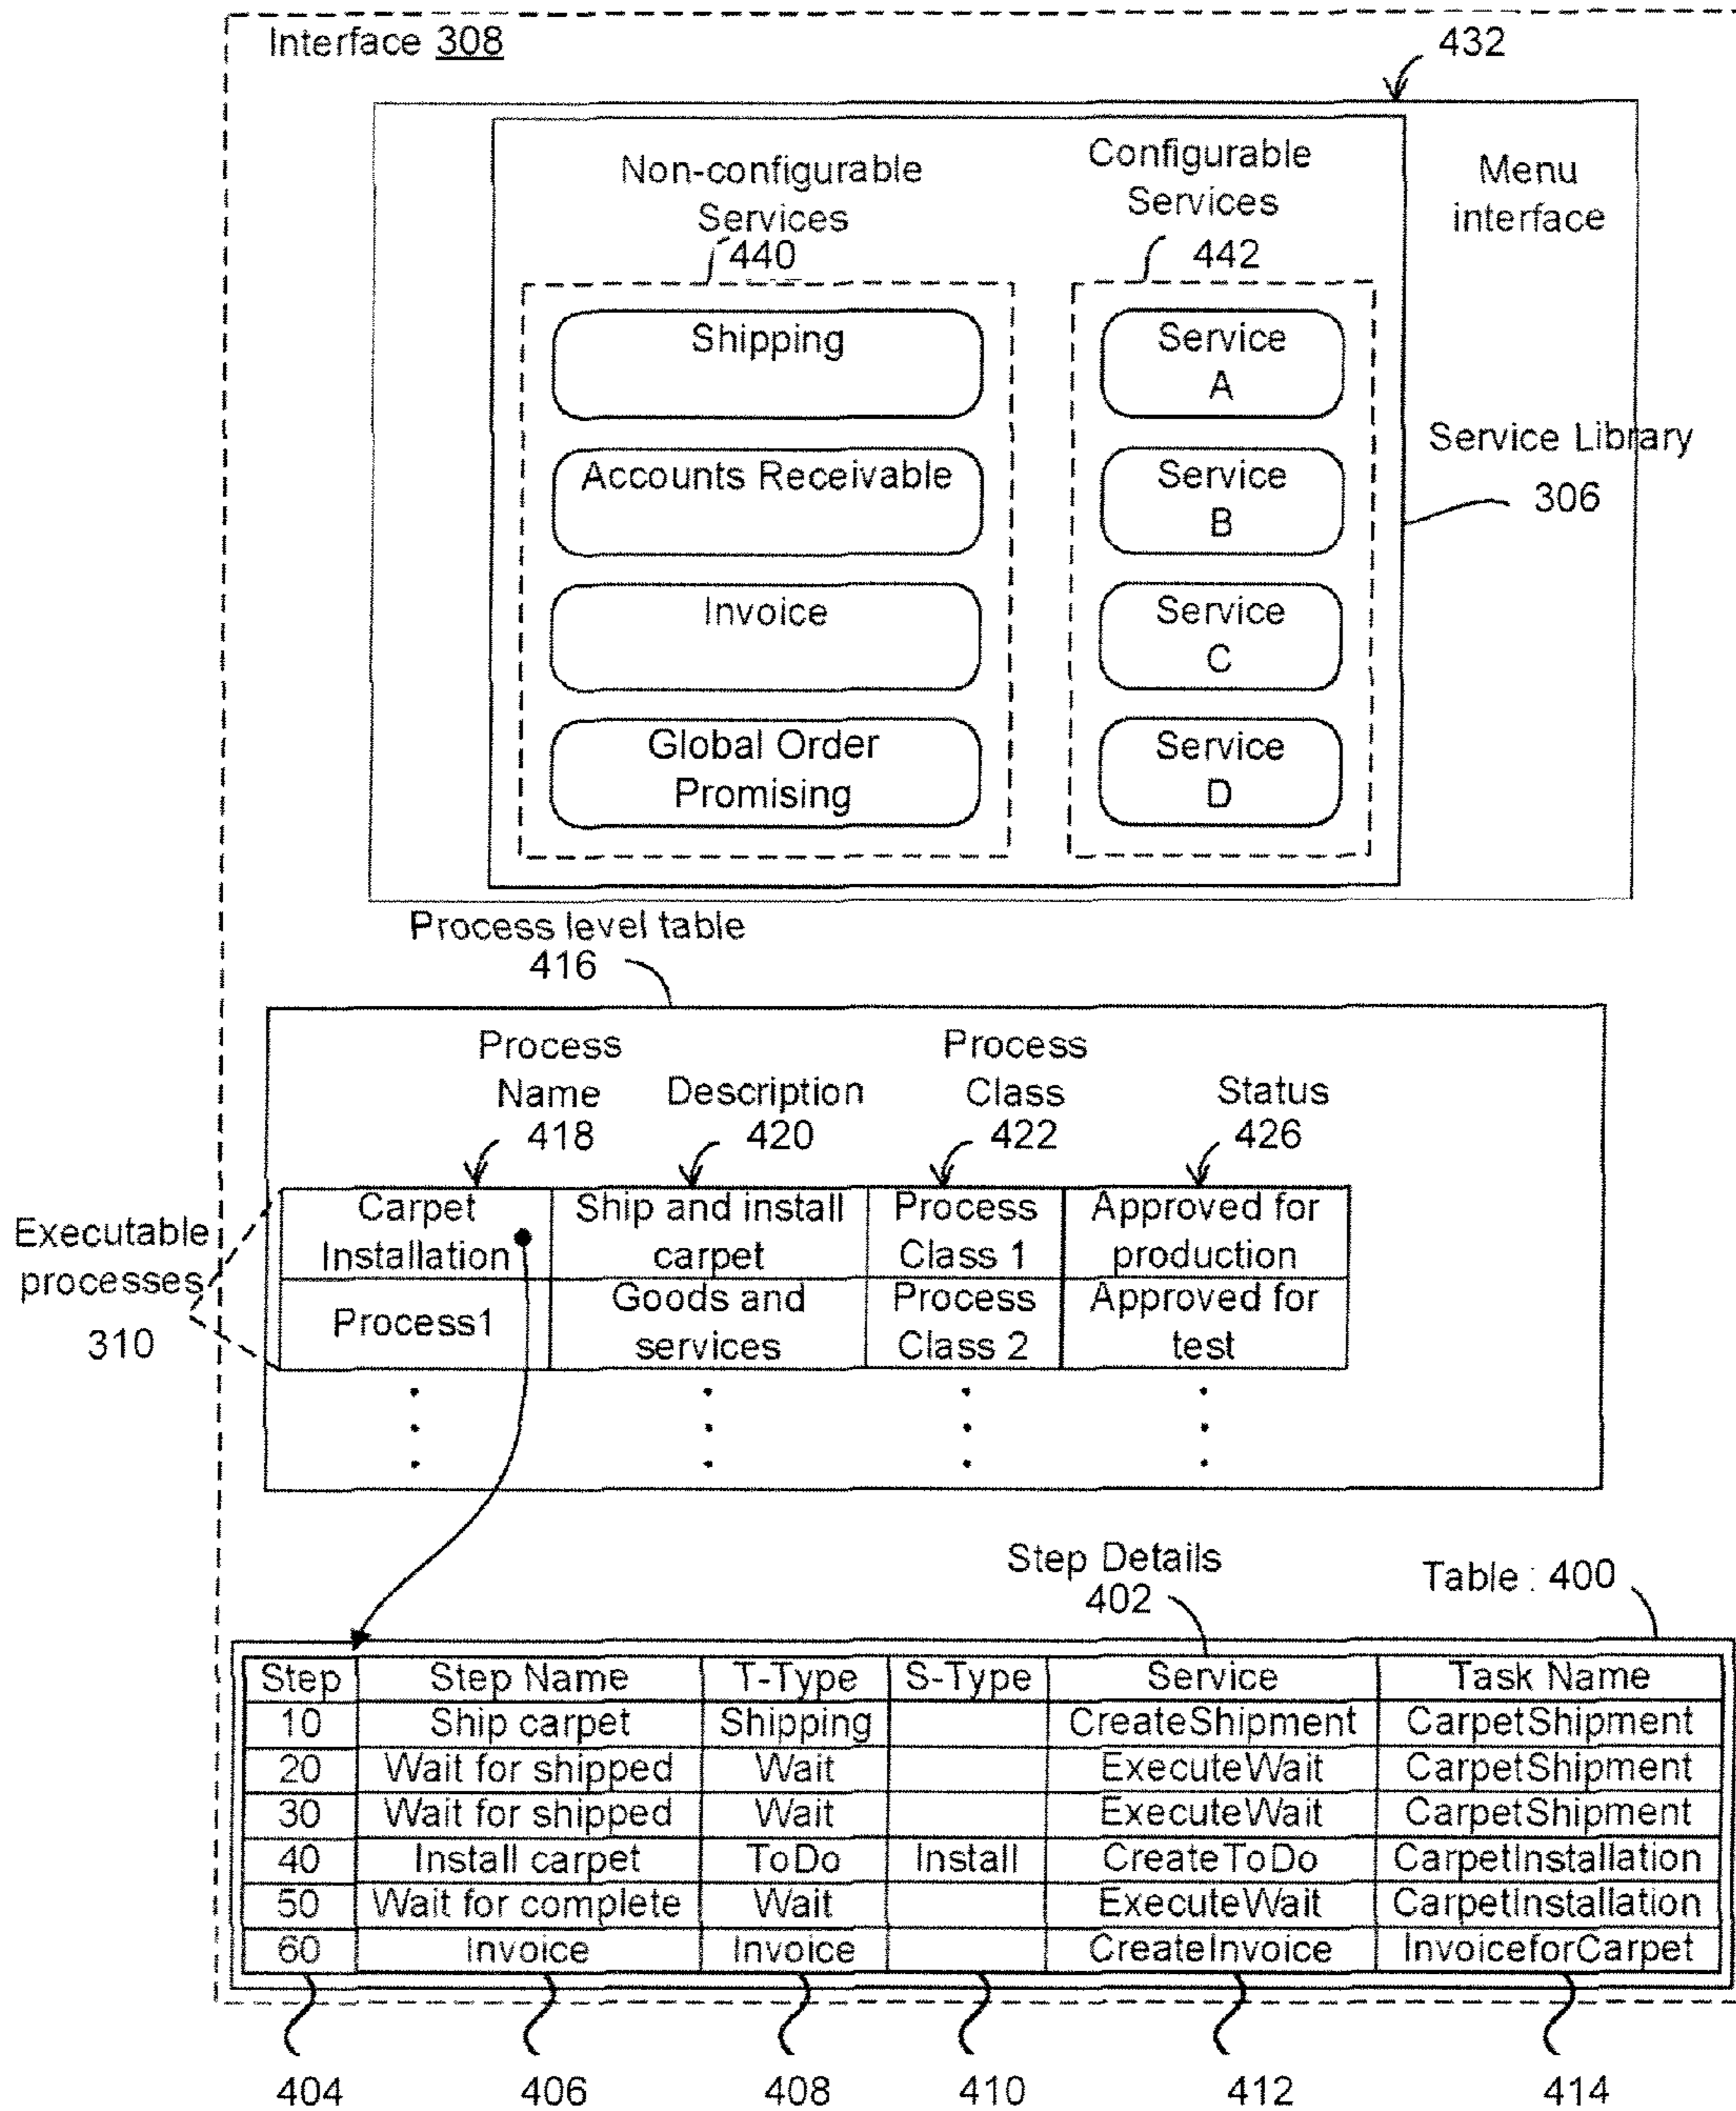 Interface 308
432
Non-configurable
Services
440
Configurable
Services
442
Menu
interface
Shipping
Accounts Receivable
Invoice
Global Order
Promising
Service
A
Service
B
Service
C
Service
D
Service Library
306
Process level table
416
Process
Name
418
Description
420
Process
Class
422
Status
426
Executable
processes
310
Carpet
Installation
Ship and install
carpet
Process
Class 1
Approved for
production
Process1
Goods and
services
Process
Class 2
Approved for
test
Step Details
402
Table : 400
Step Step Name T-Type S-Type Service Task Name
10 Ship carpet Shipping CreateShipment CarpetShipment
20 Wait for shipped Wait ExecuteWait CarpetShipment
30 Wait for shipped Wait ExecuteWait CarpetShipment
40 Install carpet ToDo Install CreateToDo CarpetInstallation
50 Wait for complete Wait ExecuteWait CarpetInstallation
60 Invoice Invoice CreateInvoice InvoiceforCarpet
404 406 408 410 412 414